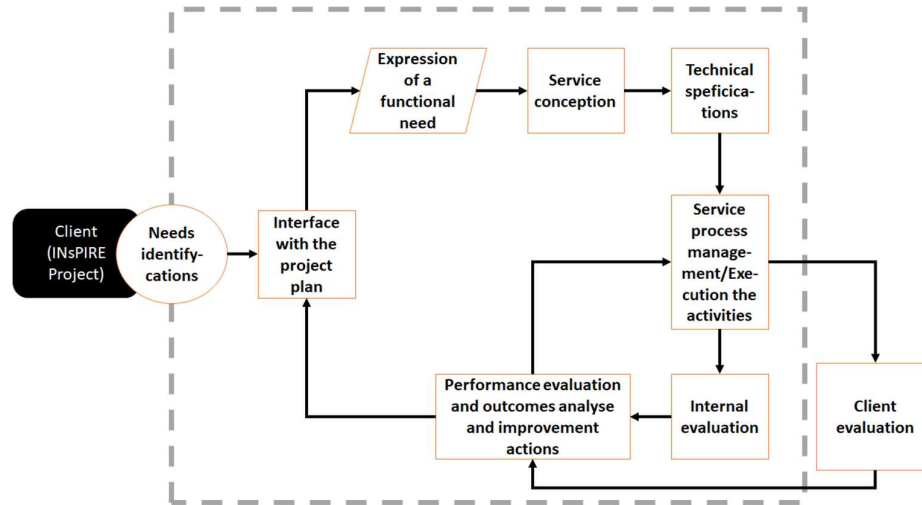 Client
(INsPIRE
Project)
Needs
identify-
cations
Interface
with the
project
plan
Expression
of a
functional
need
Service
conception
Technical
speficica-
tions
Service
process
manage-
ment/Exe-
cution the
activities
Internal
evaluation
Performance evaluation
and outcomes analyse
and improvement
actions
Client
evaluation